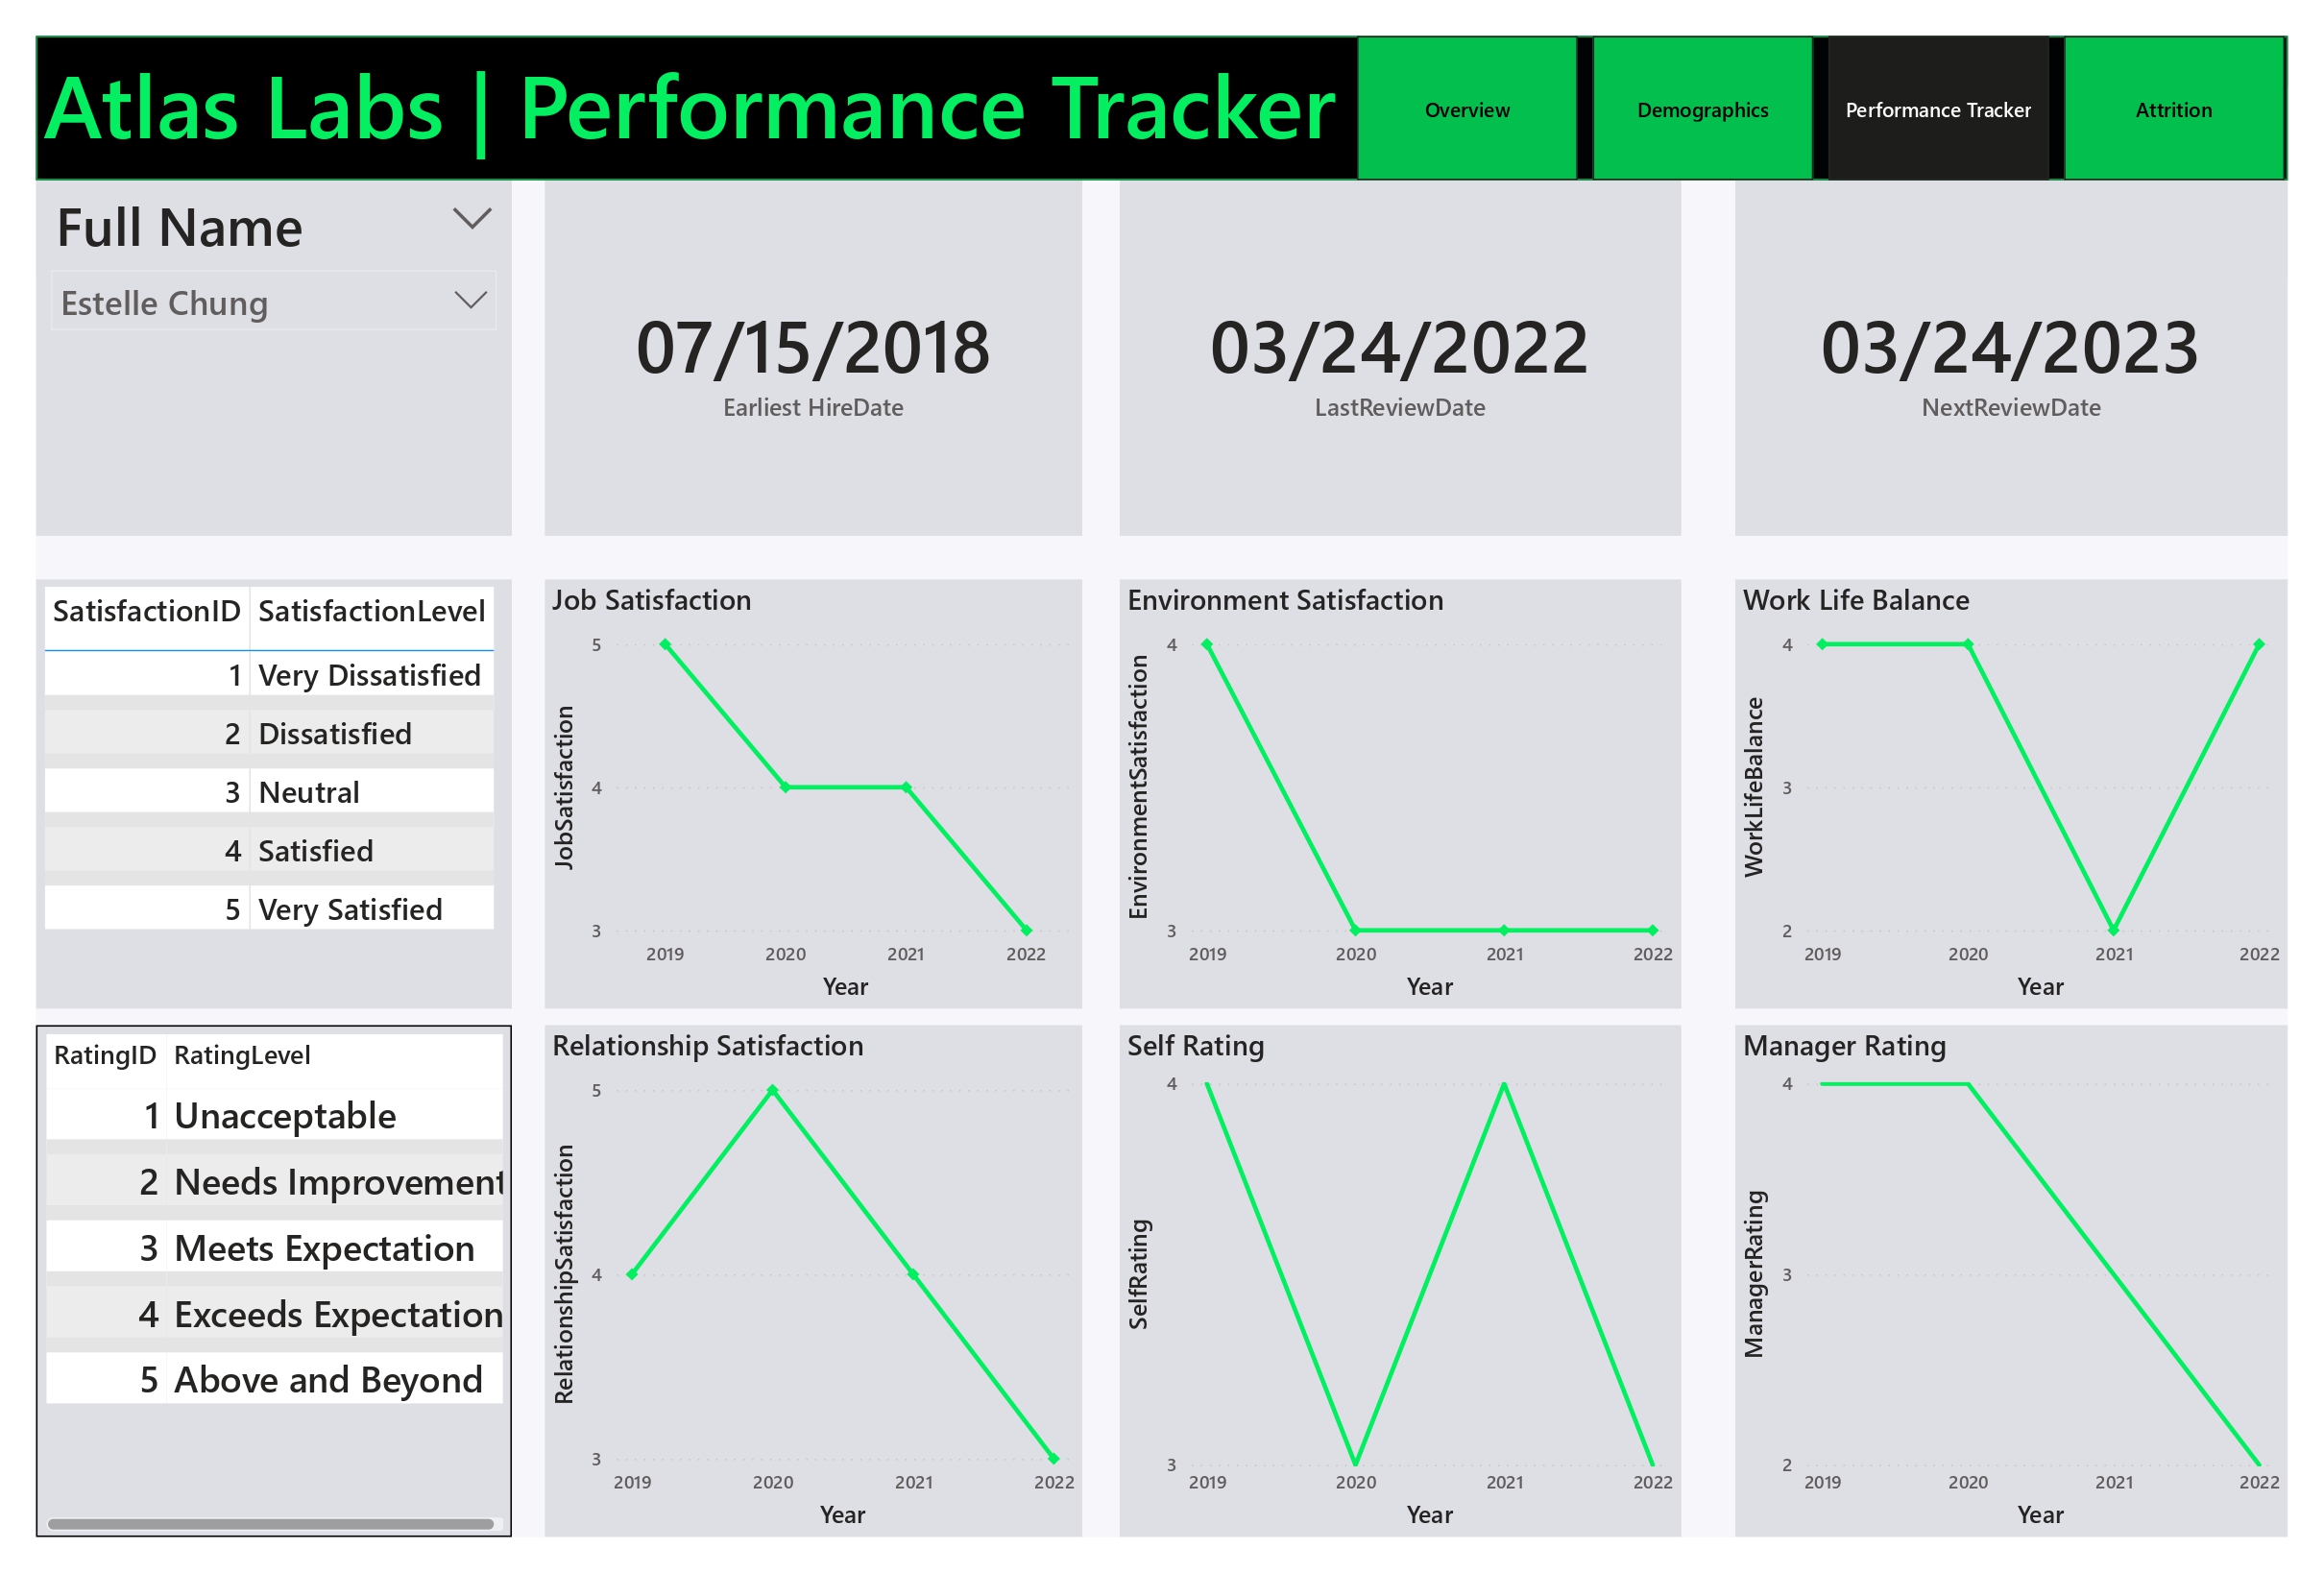 Atlas Labs | Performance Tracker
Overview
Demographics
Performance Tracker
Attrition
Full Name
Estelle Chung
07/15/2018
Earliest HireDate
03/24/2022
LastReviewDate
03/24/2023
NextReviewDate
SatisfactionID SatisfactionLevel
1 Very Dissatisfied
2 Dissatisfied
3 Neutral
4 Satisfied
5 Very Satisfied
Job Satisfaction
JobSatisfaction
5
4
3
2019 2020 2021 2022
Year
Environment Satisfaction
EnvironmentSatisfaction
4
3
2019 2020 2021 2022
Year
Work Life Balance
WorkLifeBalance
4
3
2
2019 2020 2021 2022
Year
RatingID RatingLevel
1 Unacceptable
2 Needs Improvement
3 Meets Expectation
4 Exceeds Expectation
5 Above and Beyond
Relationship Satisfaction
RelationshipSatisfaction
5
4
3
2019 2020 2021 2022
Year
Self Rating
SelfRating
4
3
2019 2020 2021 2022
Year
Manager Rating
ManagerRating
4
3
2
2019 2020 2021 2022
Year